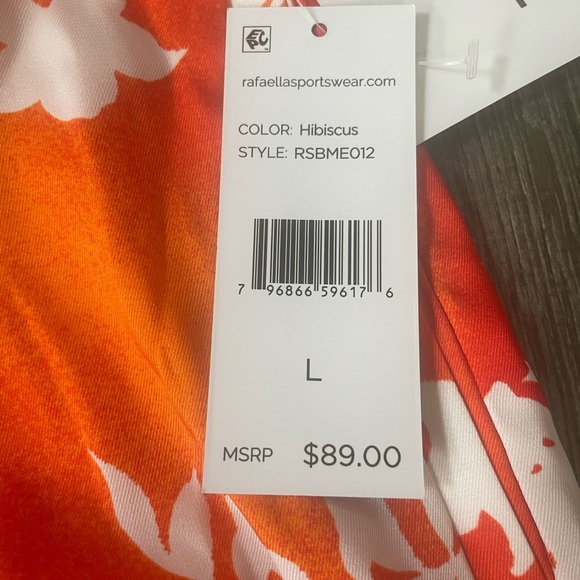 rafaellasportswear.com
COLOR: Hibiscus
STYLE: RSBME012
7 96866 59617 6
L
MSRP $89.00